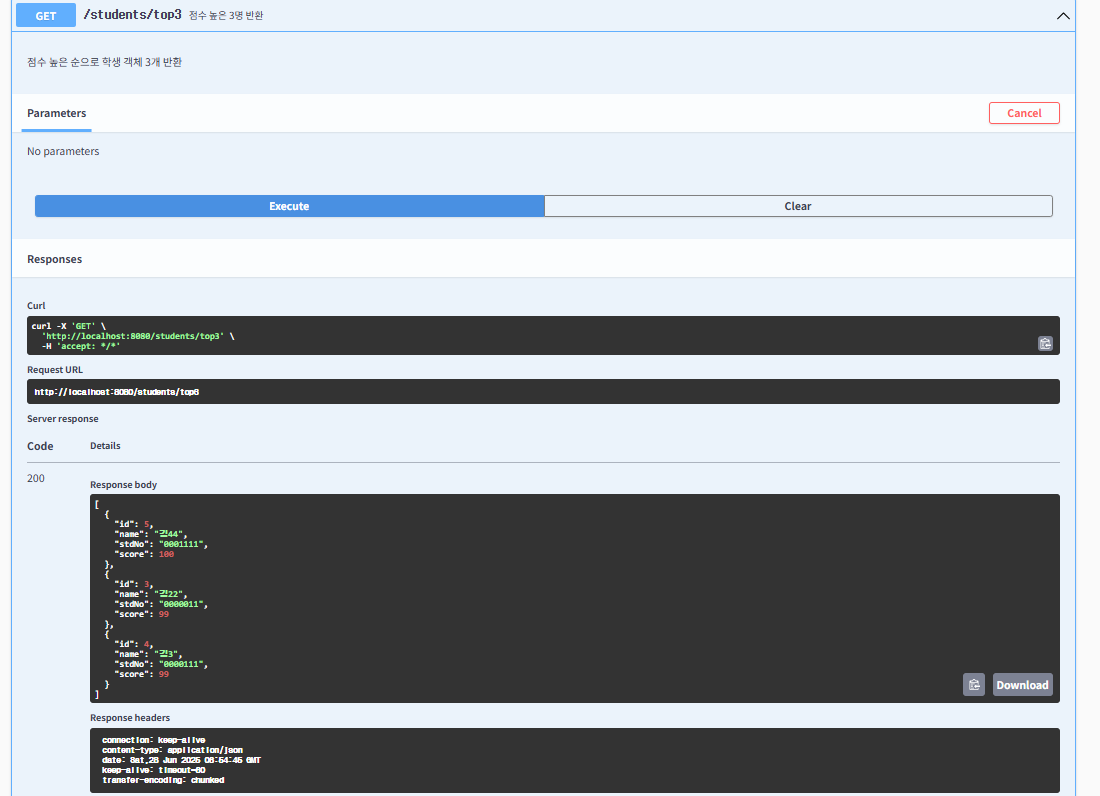 GET /students/top3 점수 높은 3명 반환
점수 높은 순으로 학생 객체 3개 반환
Parameters
Cancel
No parameters
Execute
Clear
Responses
Curl
curl -X 'GET' \
'http://localhost:8080/students/top3' \
-H 'accept: */*'
Request URL
http://localhost:8080/students/top3
Server response
Code Details
200
Response body
[
{
"id": 5,
"name": "김44",
"stdNo": "0001111",
"score": 100
},
{
"id": 3,
"name": "김22",
"stdNo": "0000011",
"score": 99
},
{
"id": 4,
"name": "김3",
"stdNo": "0000111",
"score": 99
}
]
Download
Response headers
connection: keep-alive
content-type: application/json
date: Sat,28 Jun 2025 06:54:45 GMT
keep-alive: timeout=60
transfer-encoding: chunked